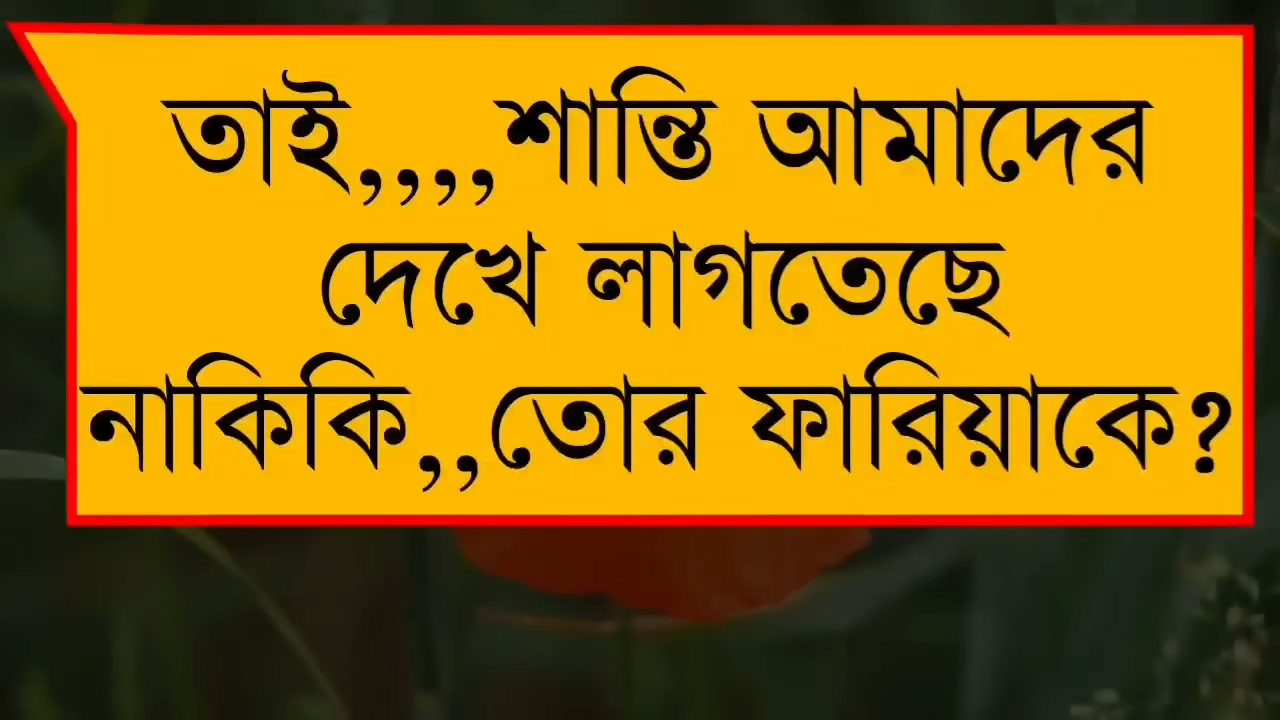 তাই,,,,শান্তি আমাদের
দেখে লাগতেছে
নাকিকি,,তোর ফারিয়াকে?